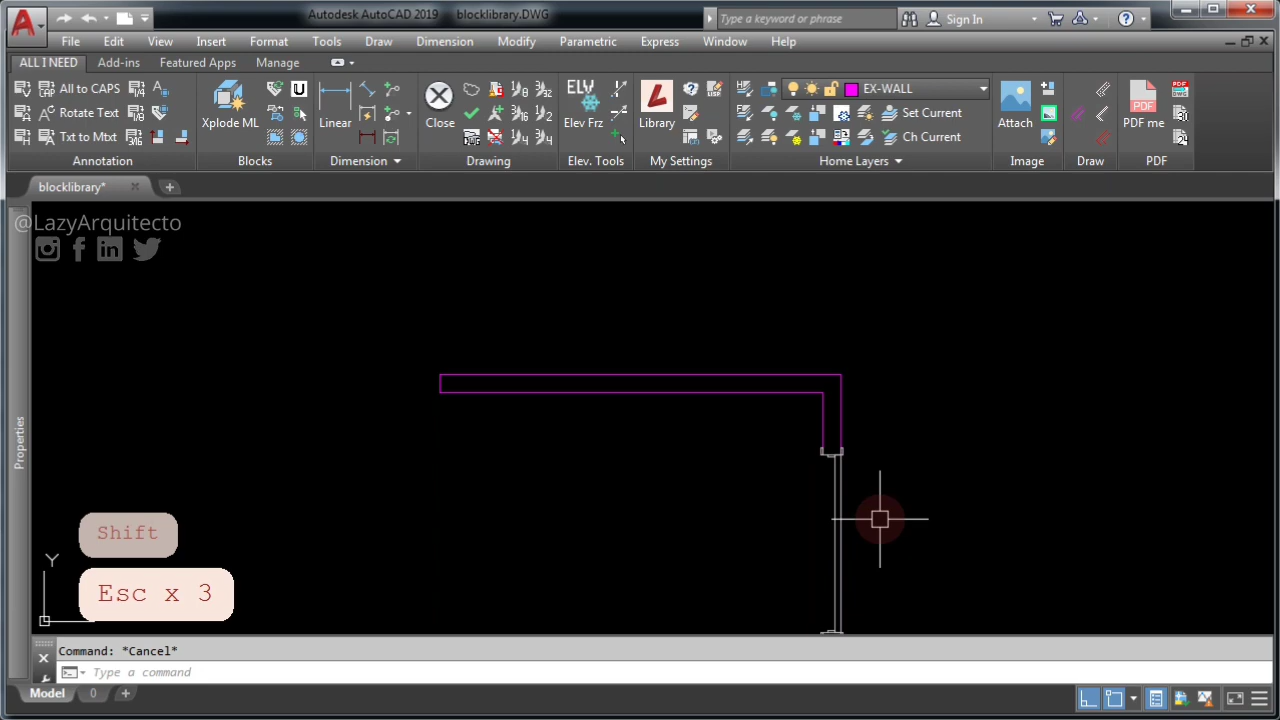 Autodesk AutoCAD 2019 blocklibrary.DWG
Type a keyword or phrase
Sign In
File Edit View Insert Format Tools Draw Dimension Modify Parametric Express Window Help
ALL I NEED Add-ins Featured Apps Manage
All to CAPS
Rotate Text
Txt to Mtxt
Annotation
Xplode ML
Blocks
Linear
Dimension
Close
Drawing
ELV
Elev Frz
Elev. Tools
Library
My Settings
EX-WALL
Set Current
Ch Current
Home Layers
Attach
Image
Draw
PDF
PDF me
PDF
blocklibrary*
@LazyArquitecto
Properties
Shift
Esc x 3
Y
Command: *Cancel*
Type a command
Model 0